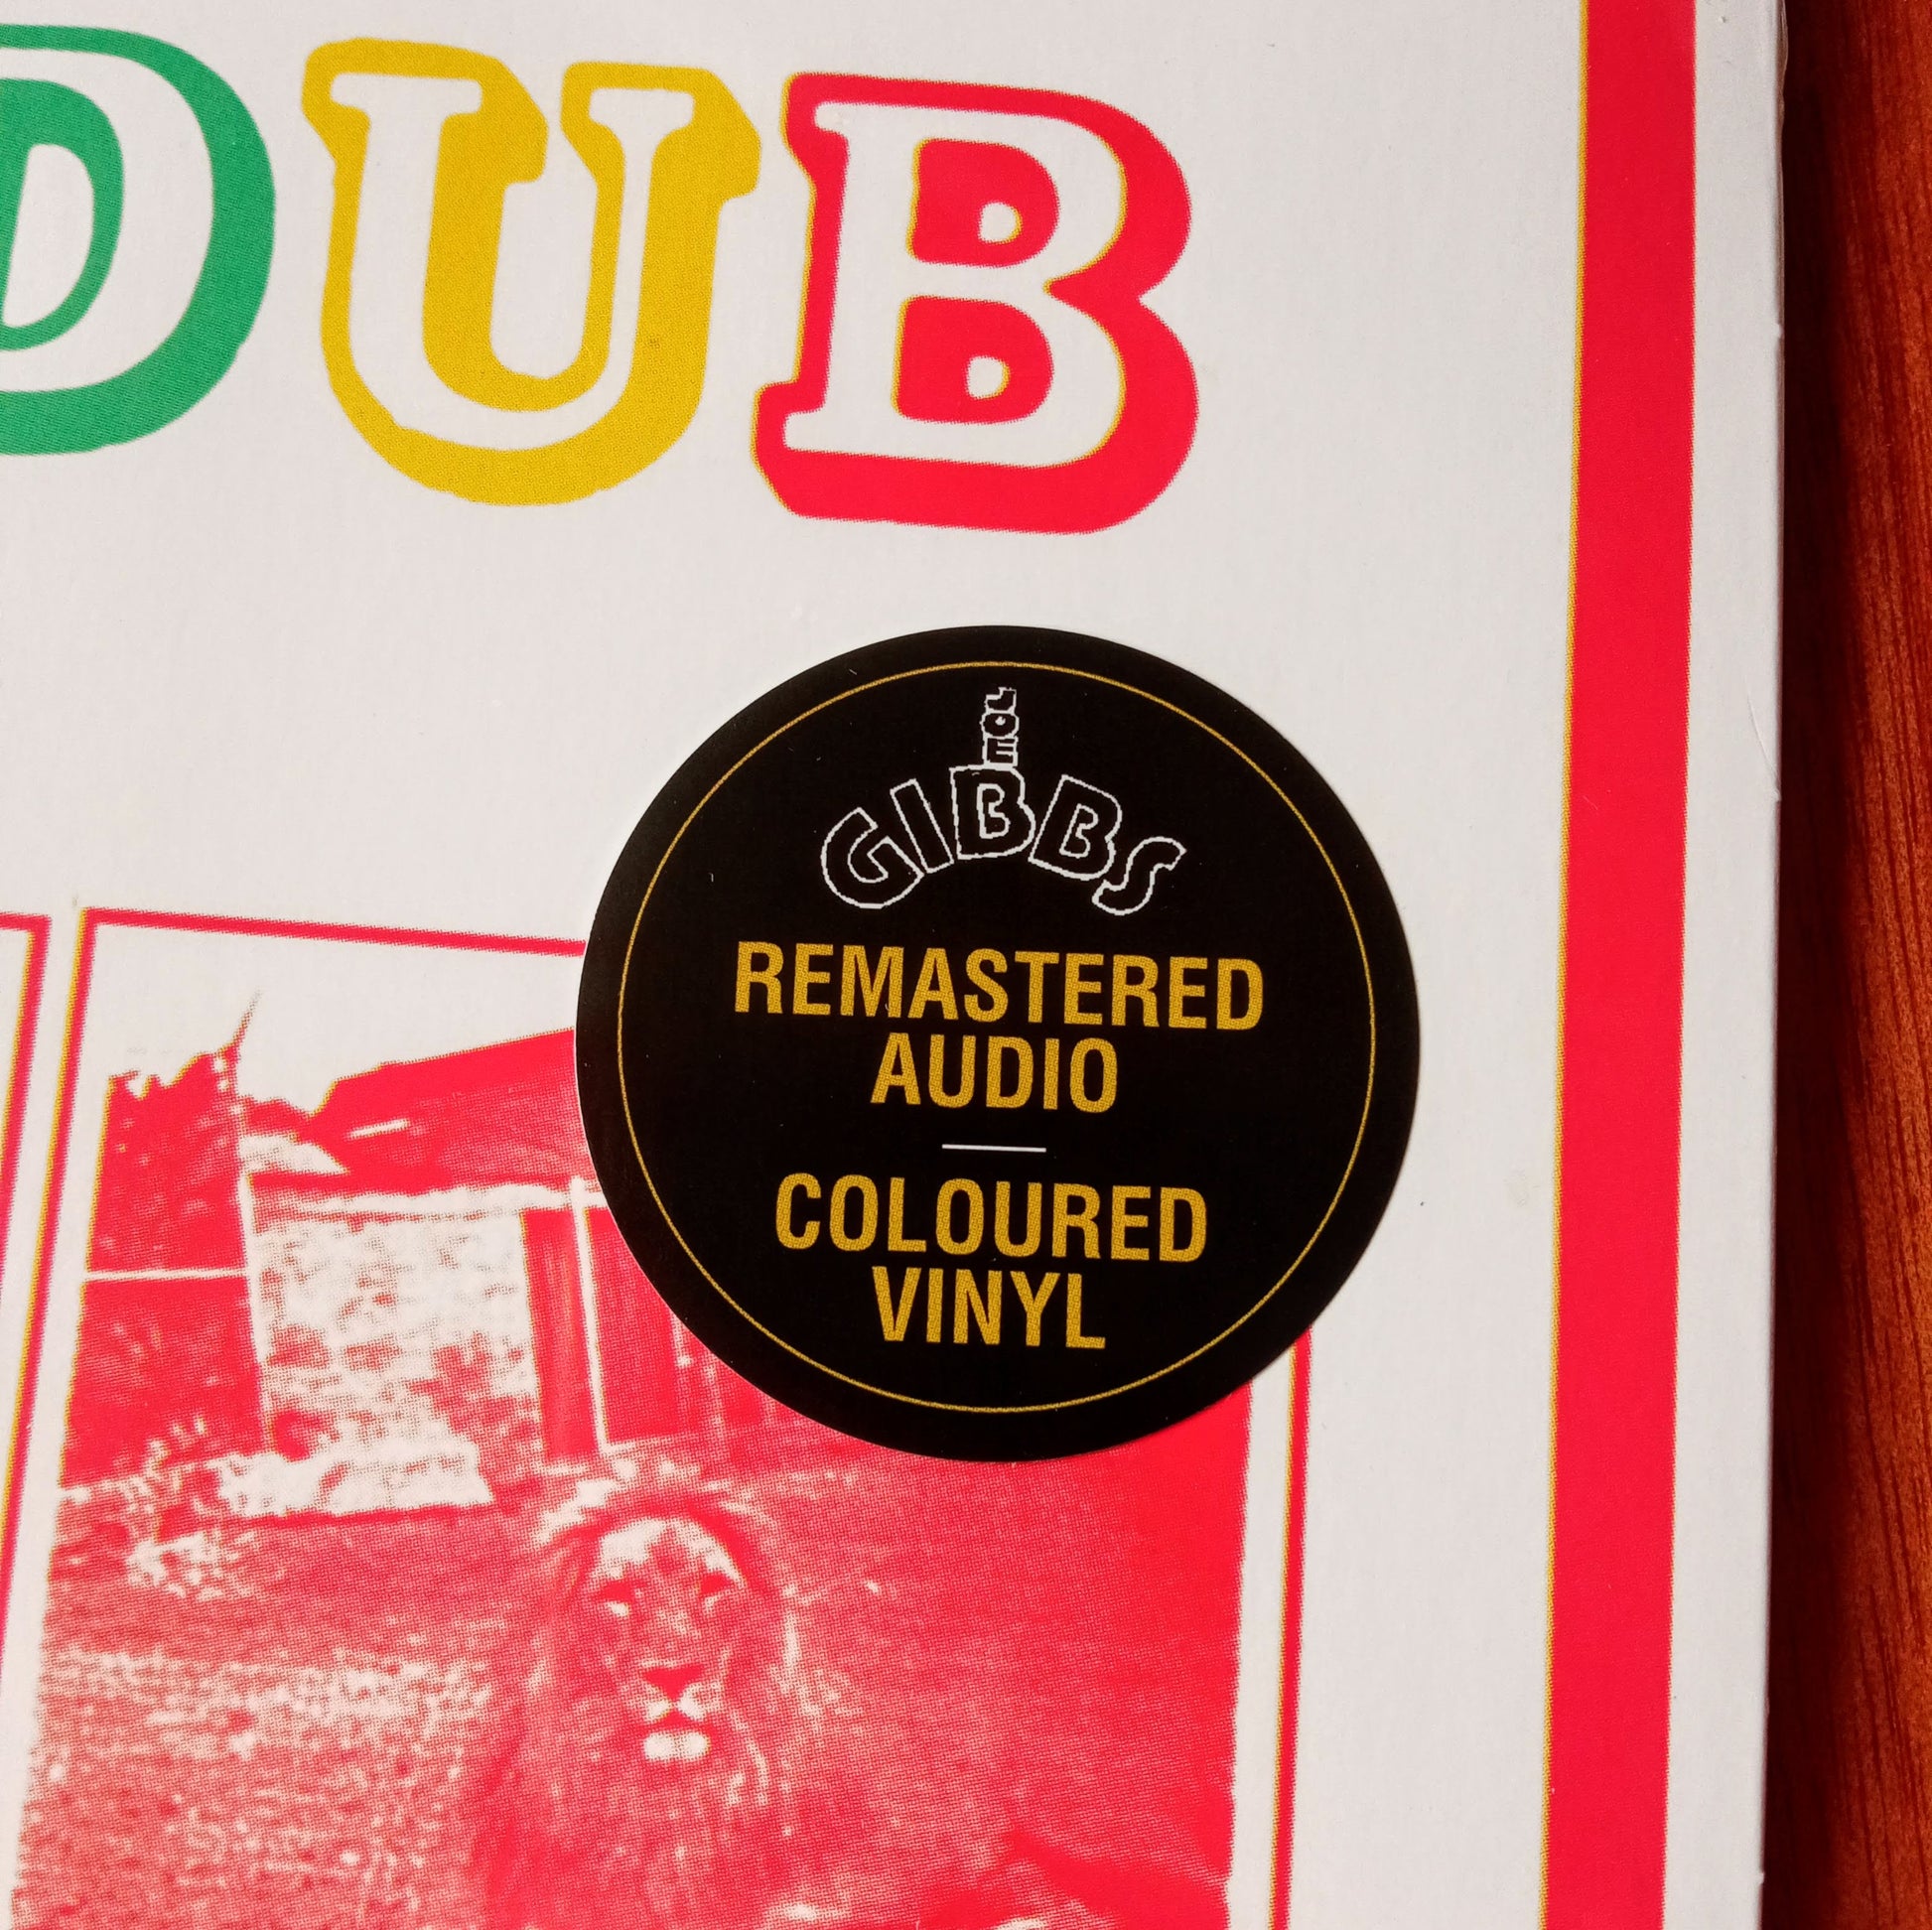 DUB
JOE
GIBBS
REMASTERED
AUDIO
COLOURED
VINYL